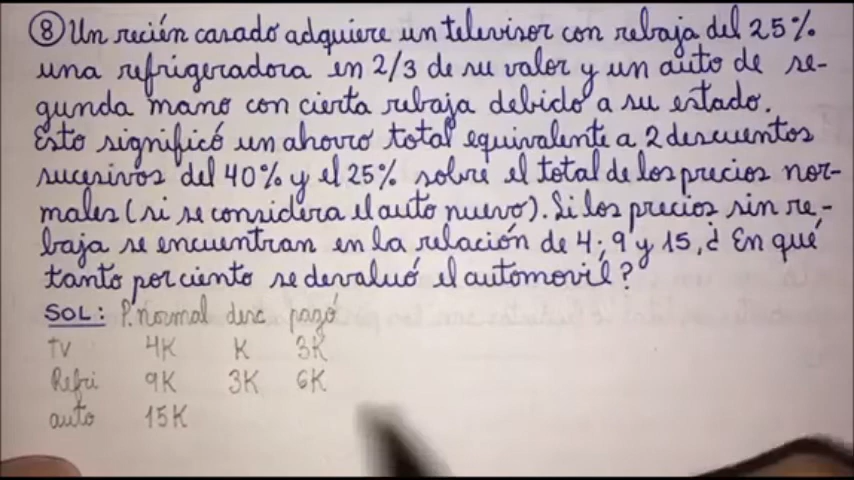 ⑧ Un recién casado adquiere un televisor con rebaja del 25%
una refrigeradora en 2/3 de su valor y un auto de se-
gunda mano con cierta rebaja debido a su estado.
Esto significó un ahorro total equivalente a 2 descuentos
sucesivos del 40% y el 25% sobre el total de los precios nor-
males (si se considera el auto nuevo). Si los precios sin re-
baja se encuentran en la relación de 4; 9 y 15, ¿ En qué
tanto por ciento se devaluó el automovil?
SOL: P. normal desc pagó
TV 4K K 3K
Refri 9K 3K 6K
auto 15K